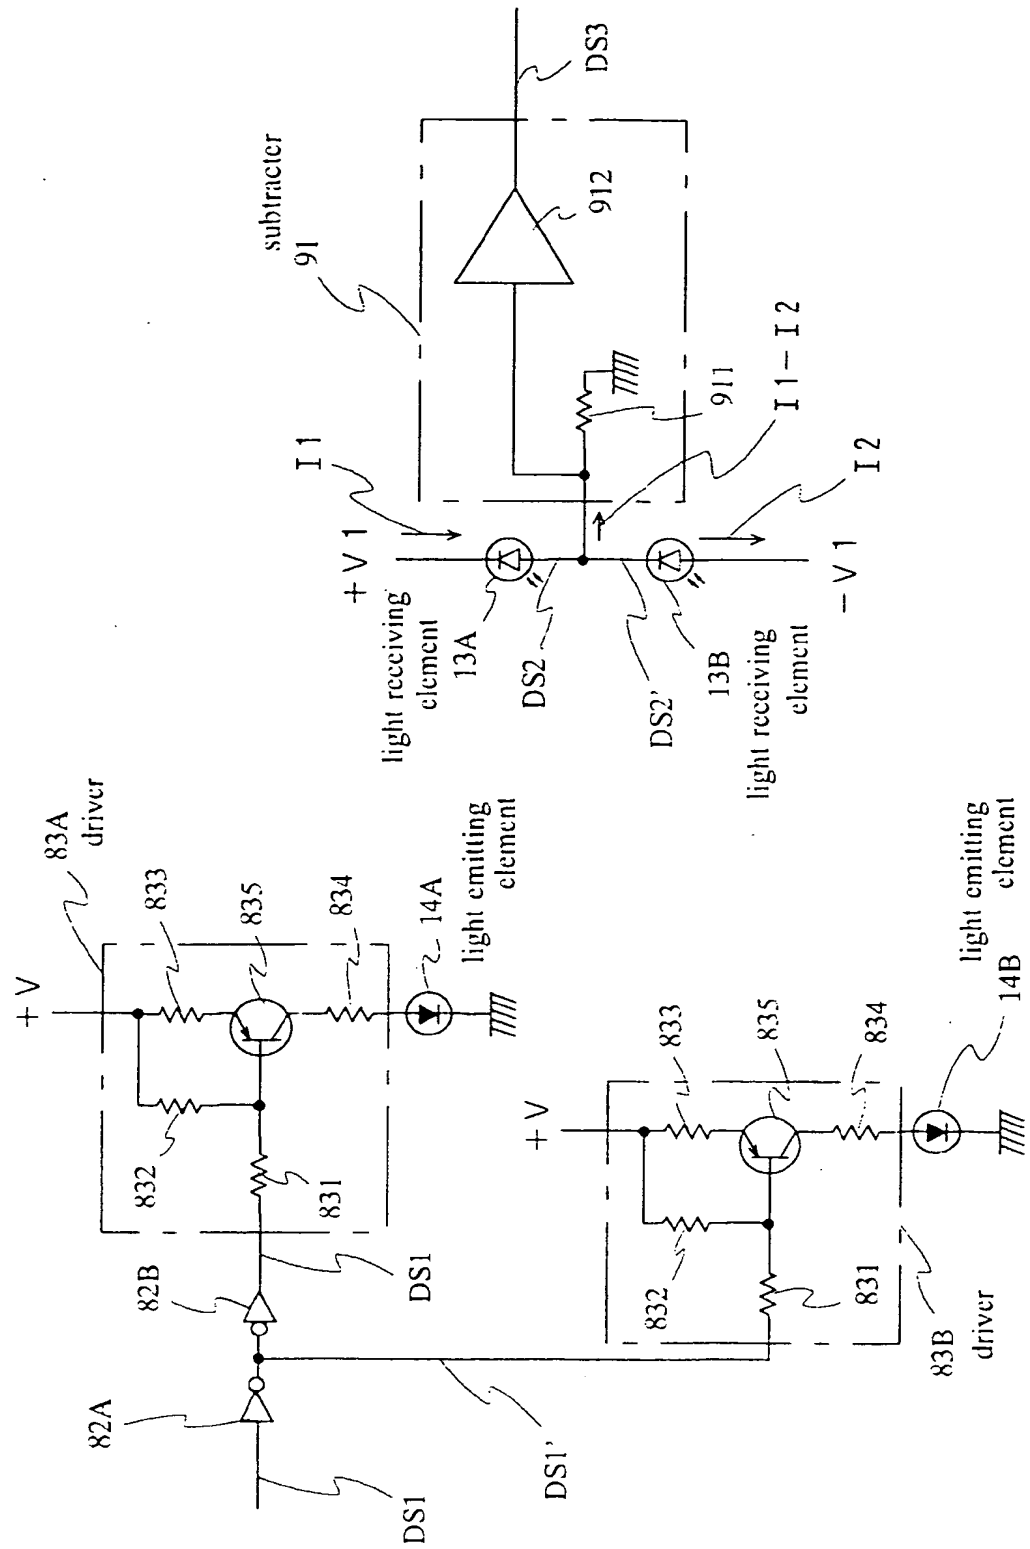 DS1
82A
82B
DS1
DS1'
+V
83A
driver
833
835
834
832
831
14A
light emitting
element
+V
833
835
834
832
831
83B
driver
light emitting
element
14B
+V1
I1
light receiving
element
13A
DS2
DS2'
13B
light receiving
element
-V1
I2
I1-I2
subtracter
91
911
912
DS3